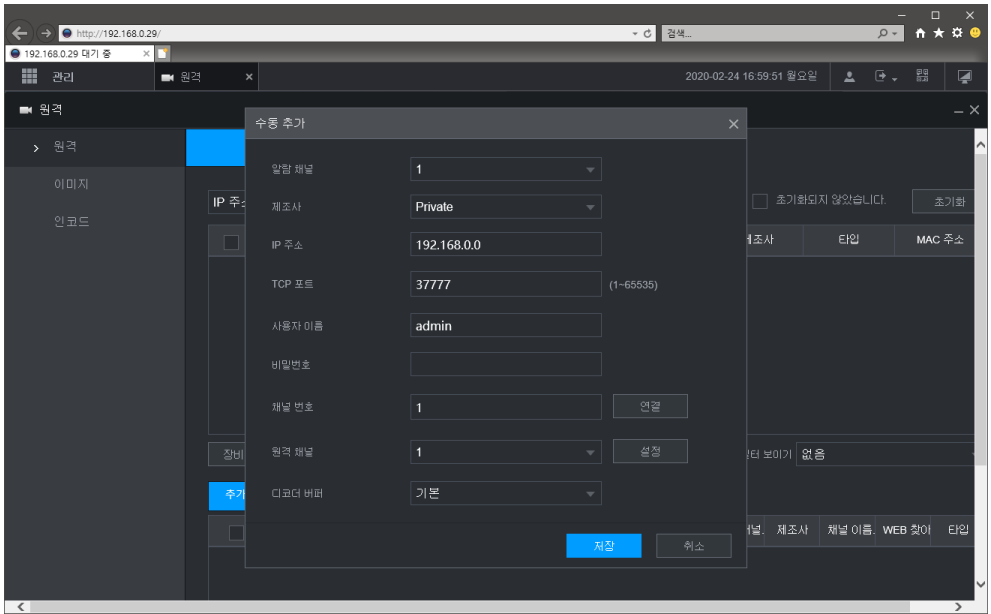 http://192.168.0.29/
검색...
192.168.0.29 대기 중
관리
원격
2020-02-24 16:59:51 월요일
원격
원격
이미지
인코드
수동 추가
알람 채널 1
제조사 Private
IP 주소 192.168.0.0
TCP 포트 37777 (1~65535)
사용자 이름 admin
비밀번호
채널 번호 1 연결
원격 채널 1 설정
디코더 버퍼 기본
저장 취소
IP 주소
초기화되지 않았습니다. 초기화
제조사 타입 MAC 주소
장비
보이기 없음
추가
제조사 채널 이름. WEB 찾아 타입